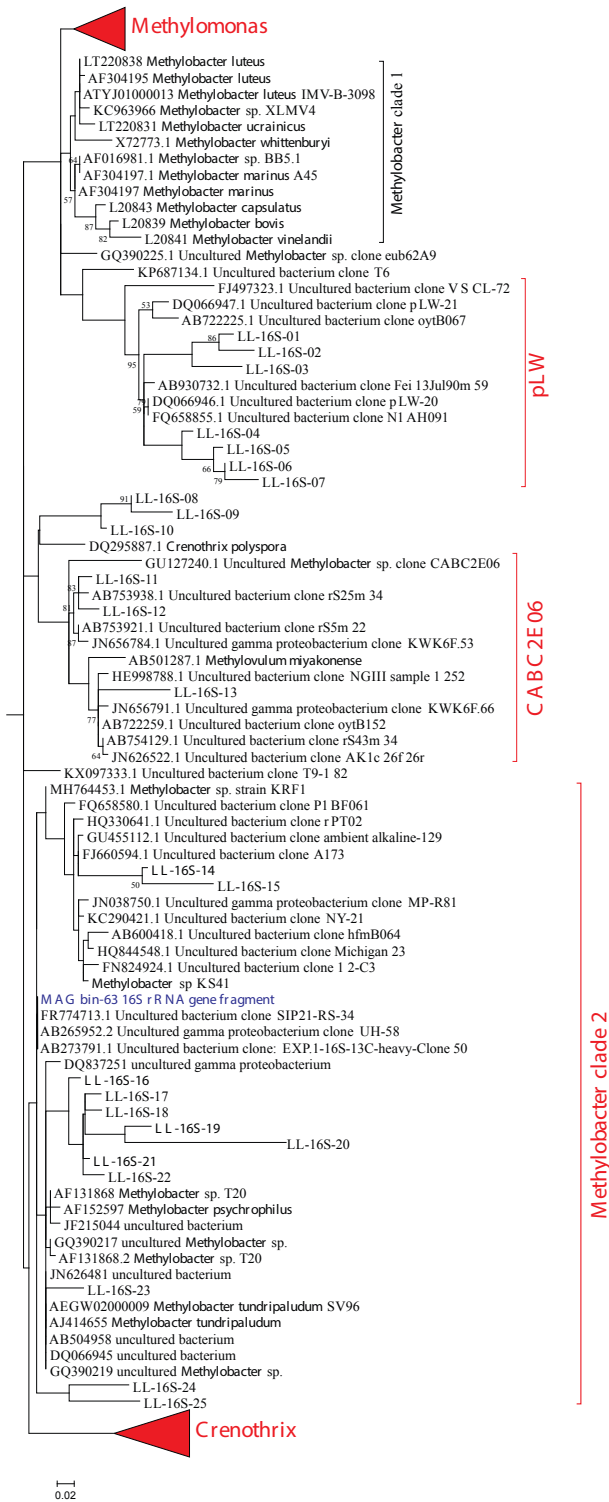 Methylomonas
LT220838 Methylobacter luteus
AF304195 Methylobacter luteus
ATYJ01000013 Methylobacter luteus IMV-B-3098
KC963966 Methylobacter sp. XLMV4
LT220831 Methylobacter ucrainicus
X72773.1 Methylobacter whittenburyi
64
AF016981.1 Methylobacter sp. BB5.1
AF304197.1 Methylobacter marinus A45
57
AF304197 Methylobacter marinus
L20843 Methylobacter capsulatus
87
L20839 Methylobacter bovis
82
L20841 Methylobacter vinelandii
Methylobacter clade 1
GQ390225.1 Uncultured Methylobacter sp. clone eub62A9
KP687134.1 Uncultured bacterium clone T6
FJ497323.1 Uncultured bacterium clone V S CL-72
53
DQ066947.1 Uncultured bacterium clone pLW-21
AB722225.1 Uncultured bacterium clone oytB067
86
LL-16S-01
LL-16S-02
95
LL-16S-03
AB930732.1 Uncultured bacterium clone Fei 13Jul90m 59
79
DQ066946.1 Uncultured bacterium clone pLW-20
59
FQ658855.1 Uncultured bacterium clone N1 AH091
LL-16S-04
LL-16S-05
66
LL-16S-06
79
LL-16S-07
pLW
91
LL-16S-08
LL-16S-09
LL-16S-10
DQ295887.1 Crenothrix polyspora
GU127240.1 Uncultured Methylobacter sp. clone CABC2E06
LL-16S-11
83
AB753938.1 Uncultured bacterium clone rS25m 34
81
LL-16S-12
AB753921.1 Uncultured bacterium clone rS5m 22
87
JN656784.1 Uncultured gamma proteobacterium clone KWK6F.53
AB501287.1 Methylovulum miyakonense
HE998788.1 Uncultured bacterium clone NGIII sample 1 252
LL-16S-13
JN656791.1 Uncultured gamma proteobacterium clone KWK6F.66
77
AB722259.1 Uncultured bacterium clone oytB152
AB754129.1 Uncultured bacterium clone rS43m 34
64
JN626522.1 Uncultured bacterium clone AK1c 26f 26r
CABC2E06
KX097333.1 Uncultured bacterium clone T9-1 82
MH764453.1 Methylobacter sp. strain KRF1
FQ658580.1 Uncultured bacterium clone P1 BF061
HQ330641.1 Uncultured bacterium clone rPT02
GU455112.1 Uncultured bacterium clone ambient alkaline-129
FJ660594.1 Uncultured bacterium clone A173
LL-16S-14
50
LL-16S-15
JN038750.1 Uncultured gamma proteobacterium clone MP-R81
KC290421.1 Uncultured bacterium clone NY-21
AB600418.1 Uncultured bacterium clone hfmB064
HQ844548.1 Uncultured bacterium clone Michigan 23
FN824924.1 Uncultured bacterium clone 1 2-C3
Methylobacter sp KS41
MAG bin-63 16S rRNA gene fragment
FR774713.1 Uncultured bacterium clone SIP21-RS-34
AB265952.2 Uncultured gamma proteobacterium clone UH-58
AB273791.1 Uncultured bacterium clone: EXP.1-16S-13C-heavy-Clone 50
DQ837251 uncultured gamma proteobacterium
LL-16S-16
LL-16S-17
LL-16S-18
LL-16S-19
LL-16S-20
LL-16S-21
LL-16S-22
AF131868 Methylobacter sp. T20
AF152597 Methylobacter psychrophilus
JF215044 uncultured bacterium
GQ390217 uncultured Methylobacter sp.
AF131868.2 Methylobacter sp. T20
JN626481 uncultured bacterium
LL-16S-23
AEGW02000009 Methylobacter tundripaludum SV96
AJ414655 Methylobacter tundripaludum
AB504958 uncultured bacterium
DQ066945 uncultured bacterium
GQ390219 uncultured Methylobacter sp.
LL-16S-24
LL-16S-25
Methylobacter clade 2
Crenothrix
0.02